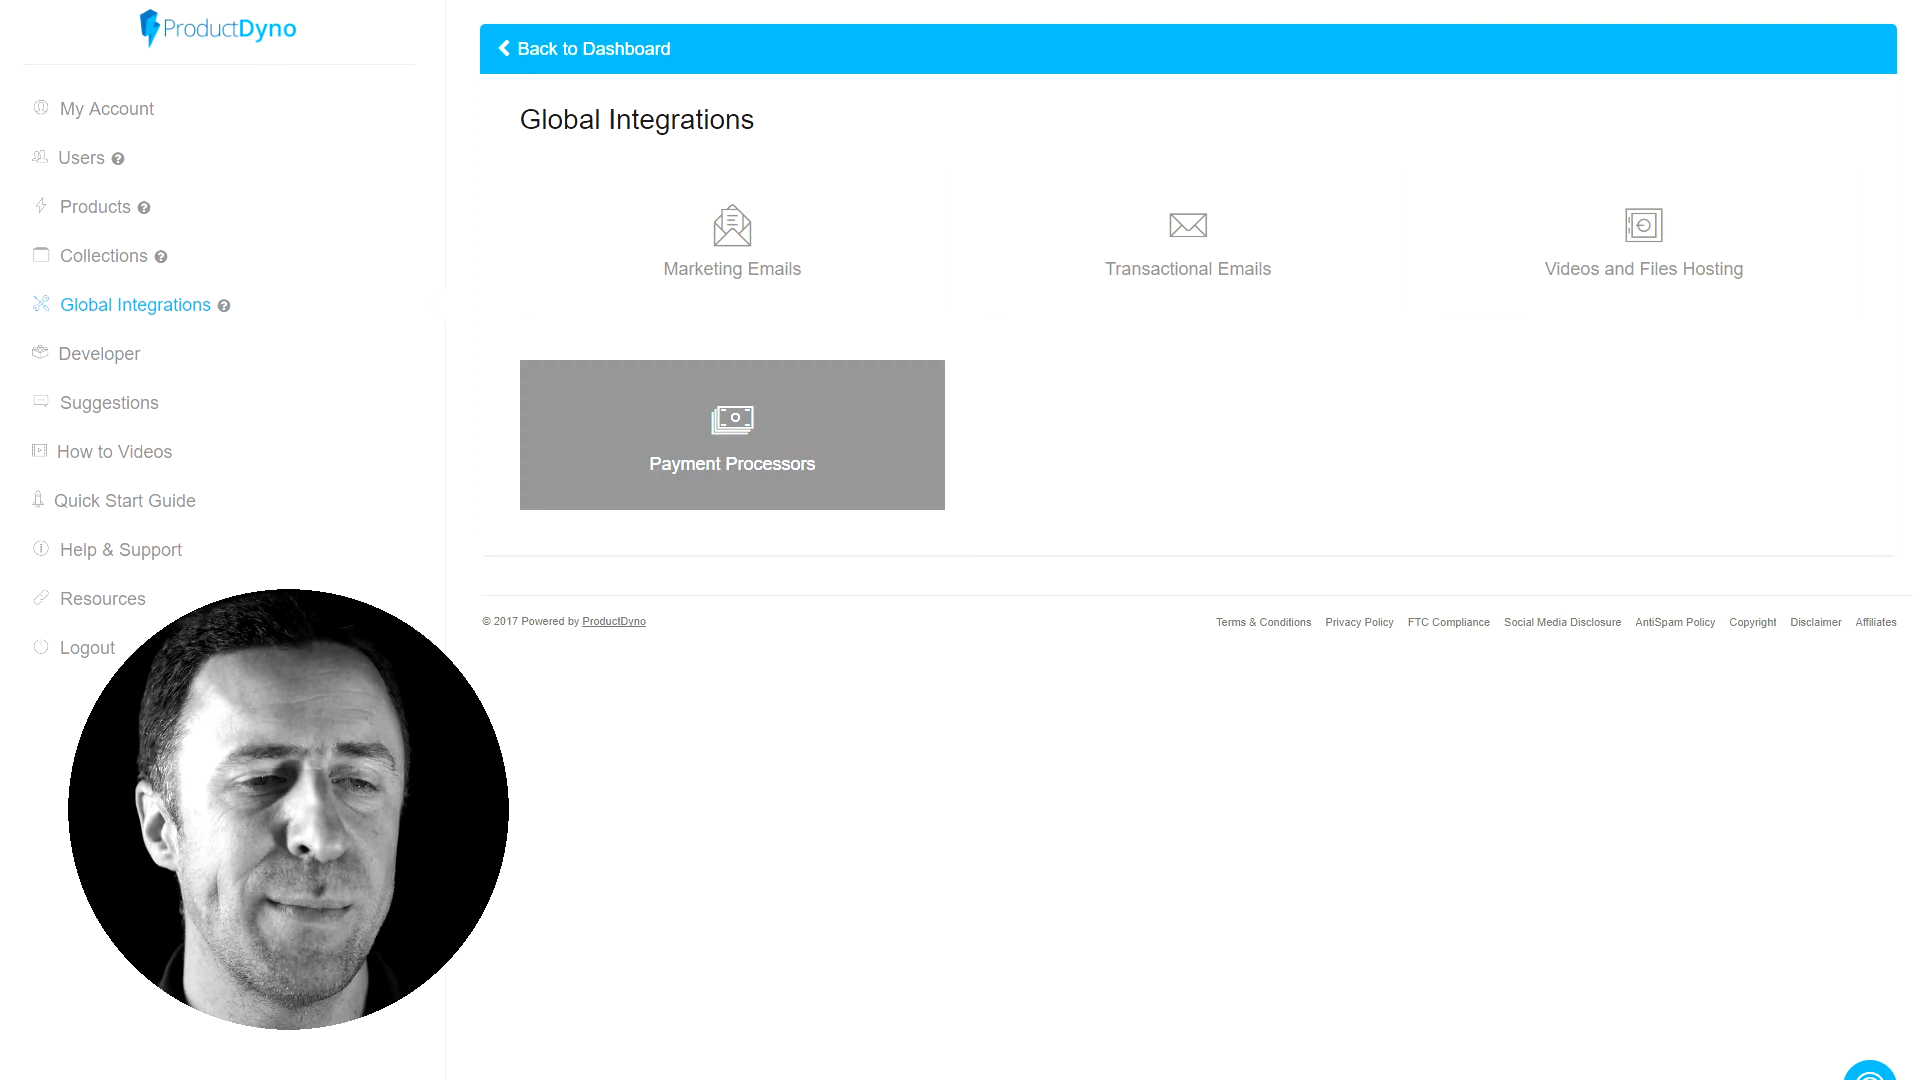 ProductDyno
My Account
Users
Products
Collections
Global Integrations
Developer
Suggestions
How to Videos
Quick Start Guide
Help & Support
Resources
Logout
Back to Dashboard
Global Integrations
Marketing Emails
Transactional Emails
Videos and Files Hosting
Payment Processors
© 2017 Powered by ProductDyno
Terms & Conditions Privacy Policy FTC Compliance Social Media Disclosure AntiSpam Policy Copyright Disclaimer Affiliates